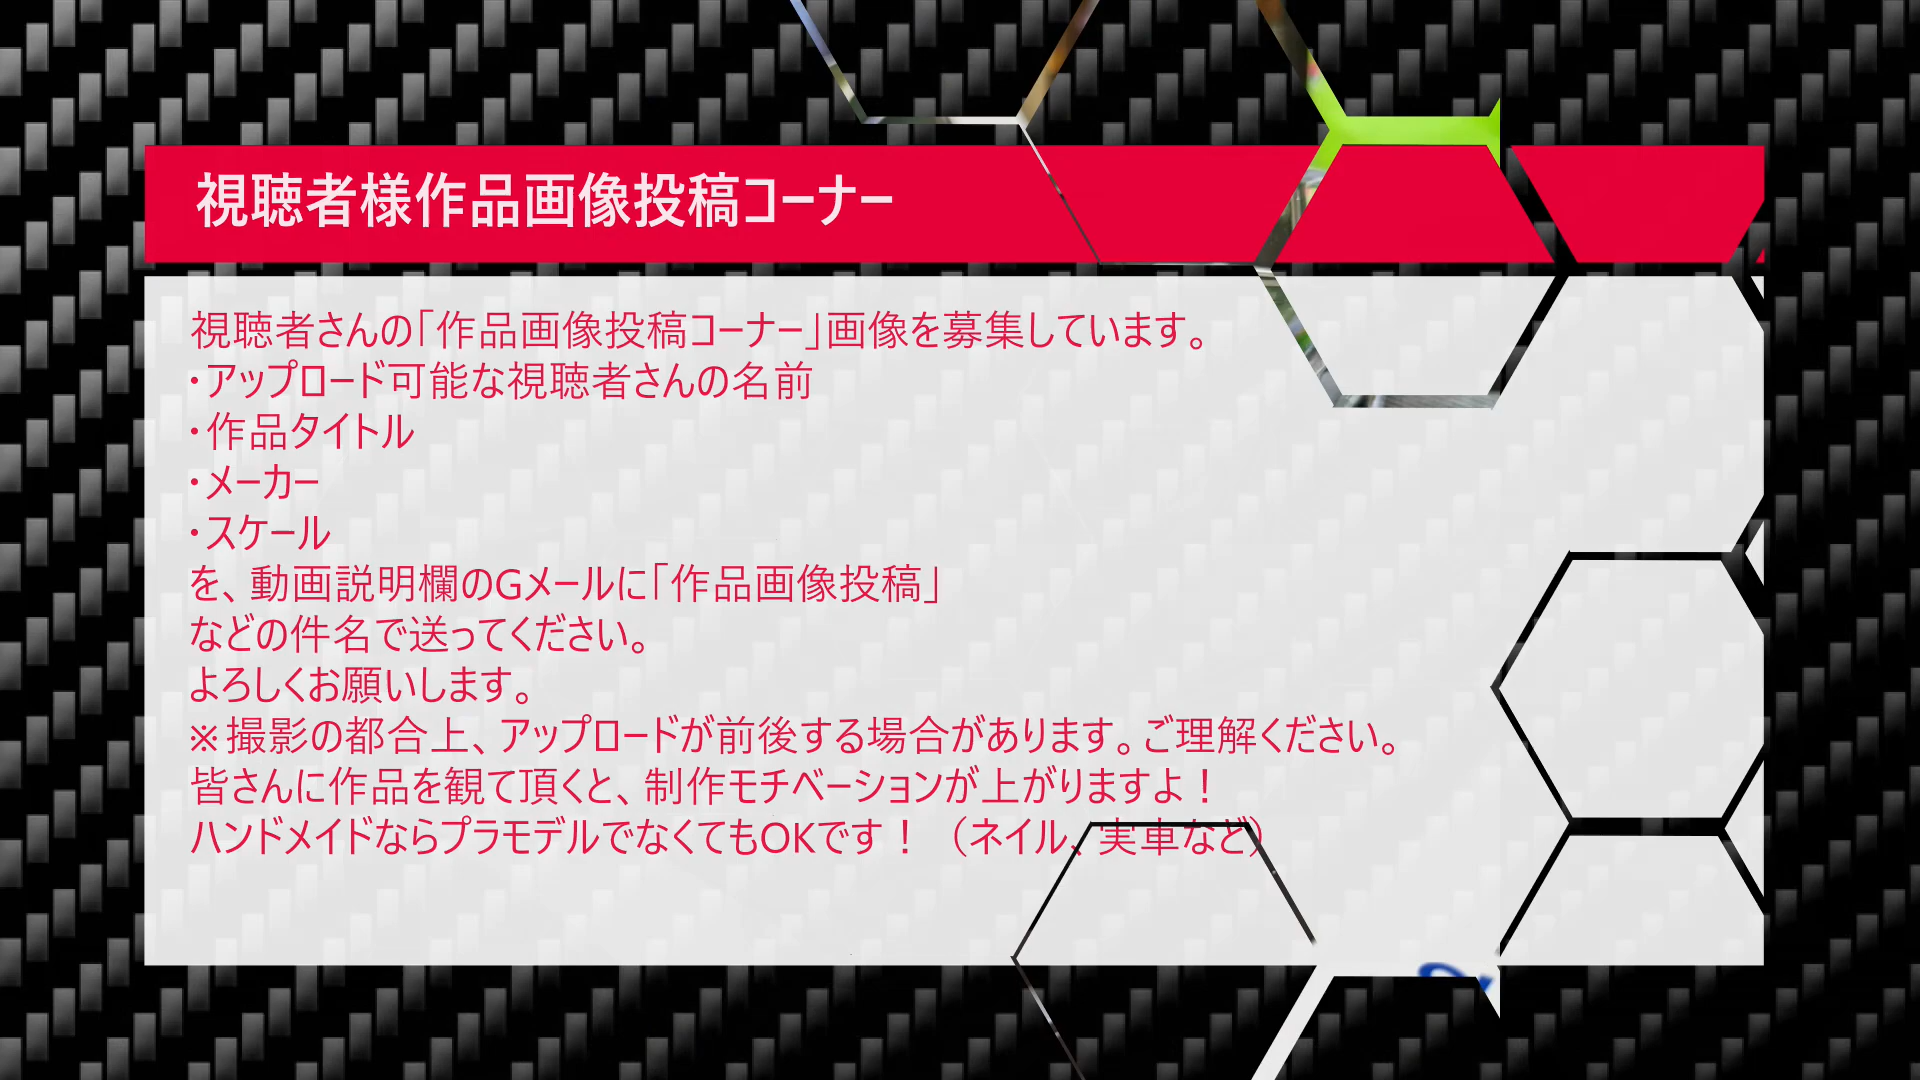 視聴者様作品画像投稿コーナー
視聴者さんの「作品画像投稿コーナー」画像を募集しています。
・アップロード可能な視聴者さんの名前
・作品タイトル
・メーカー
・スケール
を、動画説明欄のGメールに「作品画像投稿」
などの件名で送ってください。
よろしくお願いします。
※撮影の都合上、アップロードが前後する場合があります。ご理解ください。
皆さんに作品を観て頂くと、制作モチベーションが上がりますよ！
ハンドメイドならプラモデルでなくてもOKです！（ネイル、実車など）